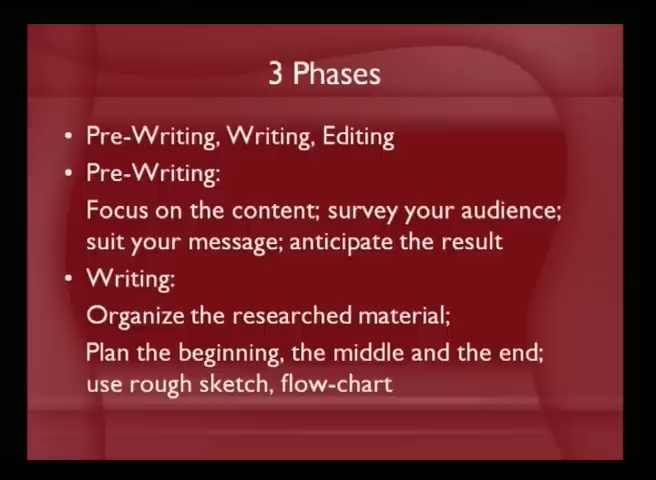 3 Phases
• Pre-Writing, Writing, Editing
• Pre-Writing:
Focus on the content; survey your audience;
suit your message; anticipate the result
• Writing:
Organize the researched material;
Plan the beginning, the middle and the end;
use rough sketch, flow-chart